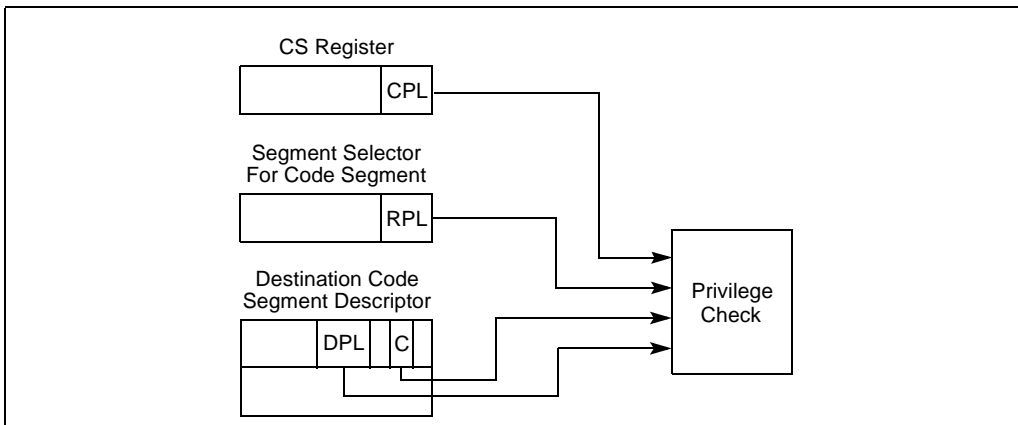 CS Register
CPL
Segment Selector
For Code Segment
RPL
Destination Code
Segment Descriptor
DPL
C
Privilege
Check